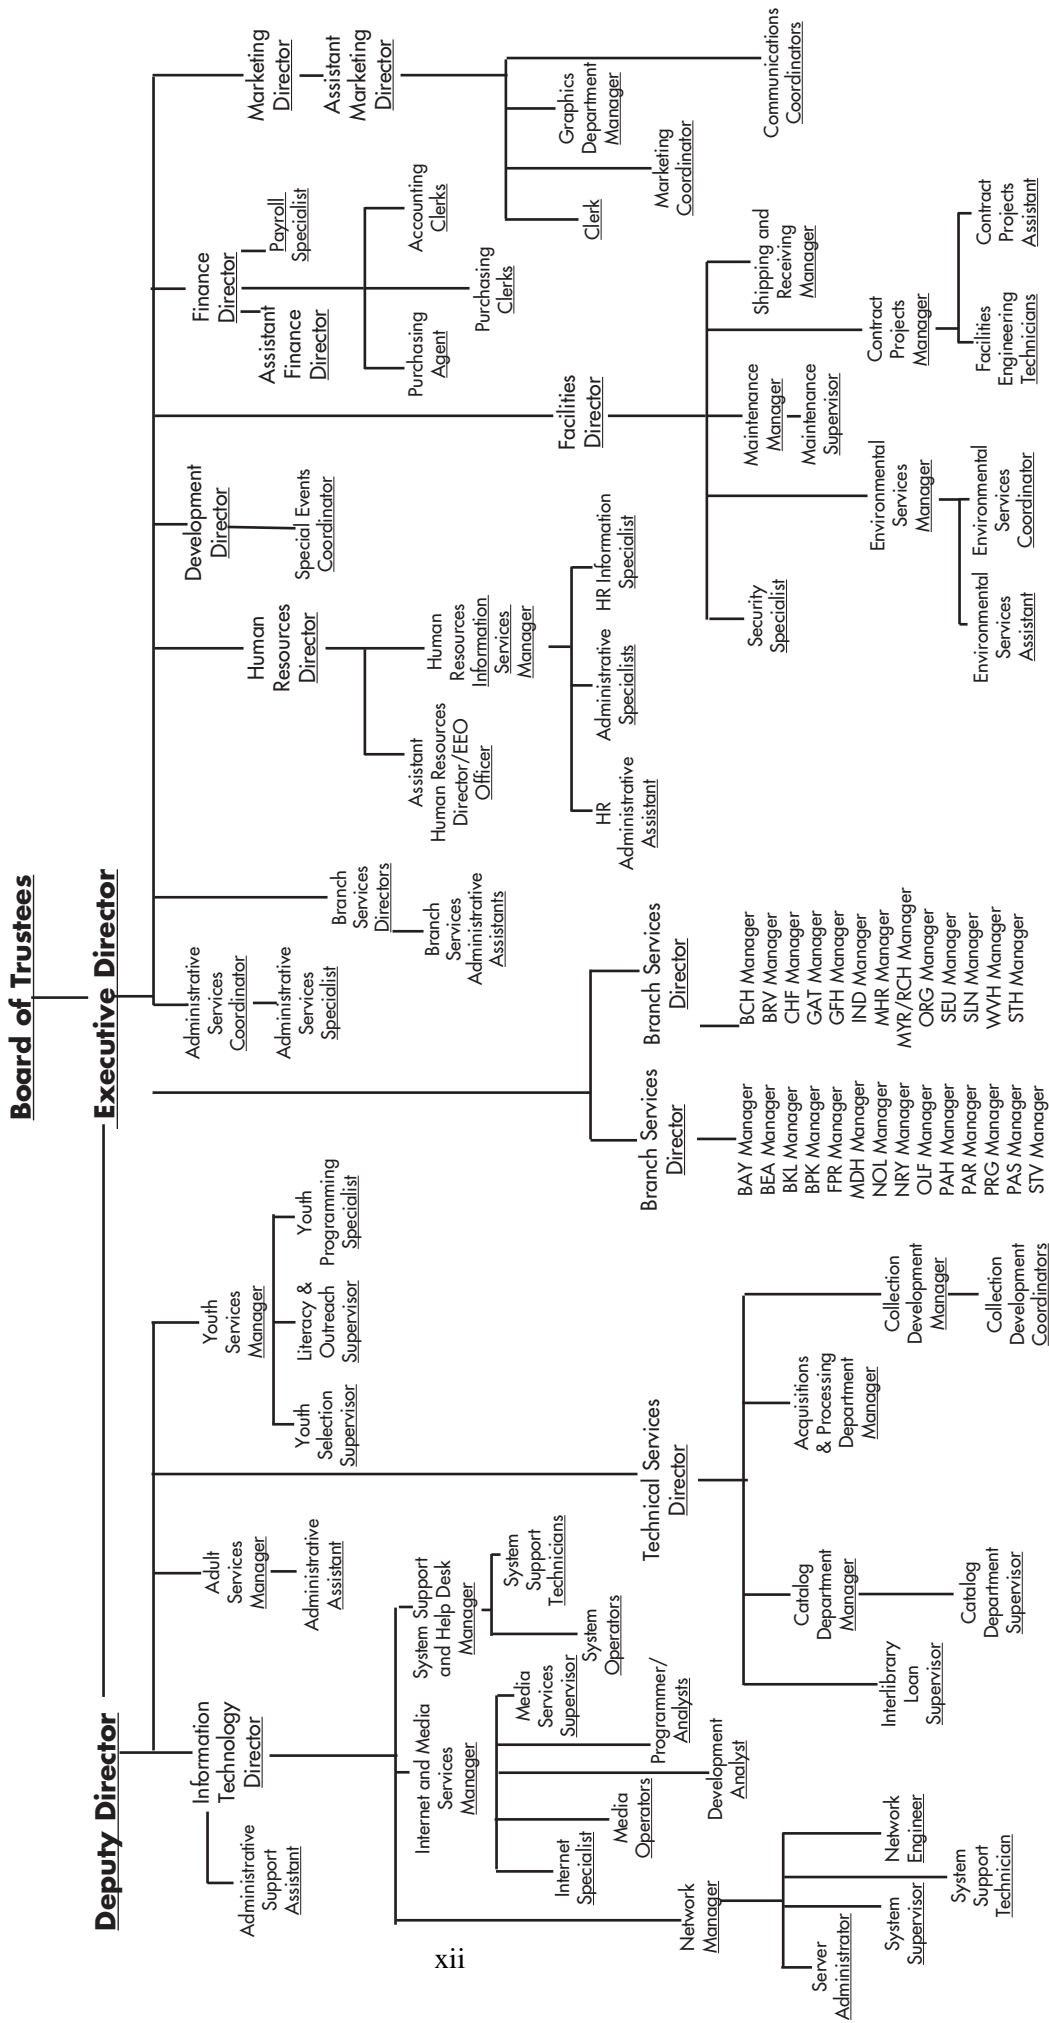 Board of Trustees
Executive Director
Deputy Director
Information
Technology
Director
Administrative
Support
Assistant
Internet and Media
Services
Manager
Internet
Specialist
Media
Operators
Development
Analyst
Programmer/
Analysts
Media
Services
Supervisor
System Support
and Help Desk
Manager
System
Operators
System
Support
Technicians
Network
Manager
Server
Administrator
System
Supervisor
System
Support
Technician
Network
Engineer
Adult
Services
Manager
Administrative
Assistant
Technical Services
Director
Interlibrary
Loan
Supervisor
Catalog
Department
Manager
Catalog
Department
Supervisor
Acquisitions
& Processing
Department
Manager
Collection
Development
Manager
Collection
Development
Coordinators
Youth
Services
Manager
Youth
Selection
Supervisor
Literacy &
Outreach
Supervisor
Youth
Programming
Specialist
Branch Services
Director
BAY Manager
BEA Manager
BKL Manager
BPK Manager
FPR Manager
MDH Manager
NOL Manager
NRY Manager
OLF Manager
PAH Manager
PAR Manager
PRG Manager
PAS Manager
STV Manager
Branch Services
Director
BCH Manager
BRV Manager
CHF Manager
GAT Manager
GFH Manager
IND Manager
MHR Manager
MYR/RCH Manager
ORG Manager
SEU Manager
SLN Manager
WVH Manager
STH Manager
Administrative
Services
Coordinator
Administrative
Services
Specialist
Branch
Services
Directors
Branch
Services
Administrative
Assistants
Human
Resources
Director
Assistant
Human Resources
Director/EEO
Officer
Human
Resources
Information
Services
Manager
HR
Administrative
Assistant
Administrative
Specialists
HR Information
Specialist
Development
Director
Special Events
Coordinator
Facilities
Director
Security
Specialist
Environmental
Services
Manager
Environmental
Services
Assistant
Environmental
Services
Coordinator
Maintenance
Manager
Maintenance
Supervisor
Contract
Projects
Manager
Facilities
Engineering
Technicians
Contract
Projects
Assistant
Shipping and
Receiving
Manager
Finance
Director
Assistant
Finance
Director
Payroll
Specialist
Purchasing
Agent
Purchasing
Clerks
Accounting
Clerks
Marketing
Director
Assistant
Marketing
Director
Clerk
Marketing
Coordinator
Graphics
Department
Manager
Communications
Coordinators
xii